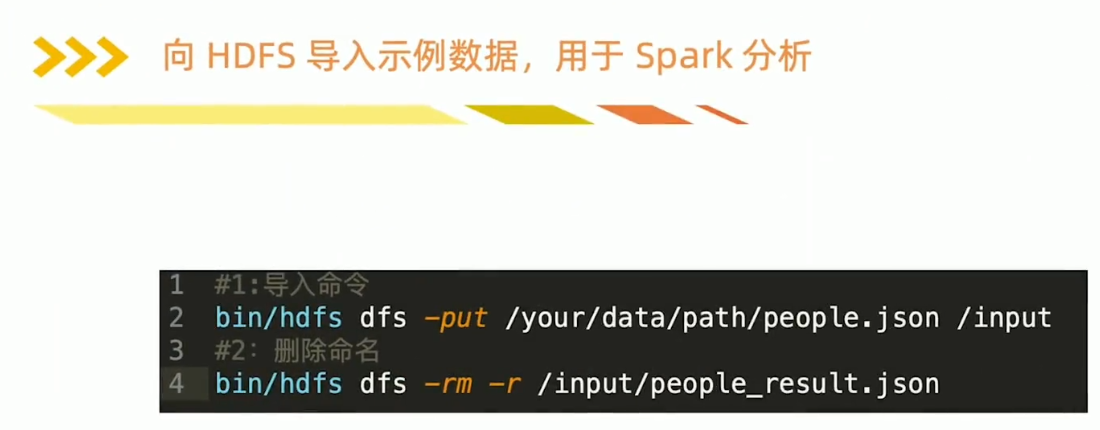 向 HDFS 导入示例数据，用于 Spark 分析
1 #1:导入命令
2 bin/hdfs dfs -put /your/data/path/people.json /input
3 #2：删除命名
4 bin/hdfs dfs -rm -r /input/people_result.json